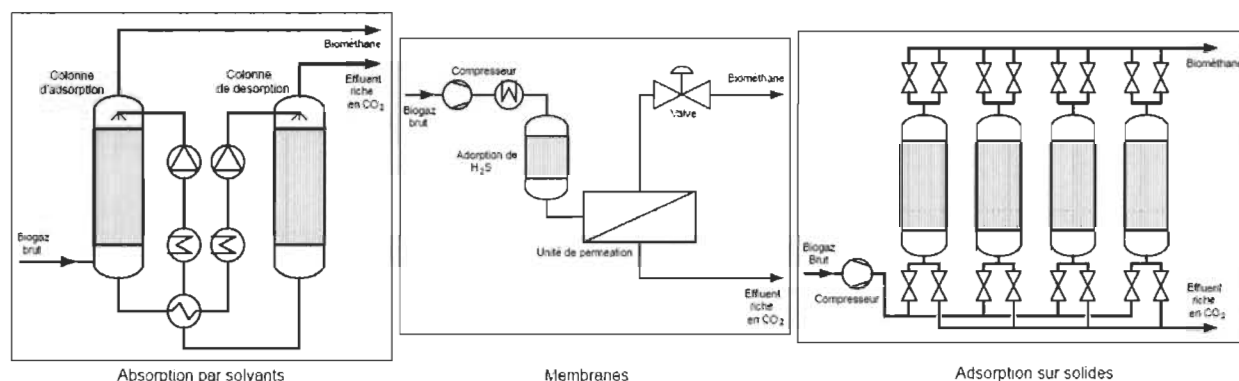 Biométhane
Colonne
d'adsorption
Colonne
de desorption
Effluent
riche
en CO2
Biogaz
brut
Absorption par solvants
Compresseur
Biogaz
brut
Adorption de
H2S
Valve
Biométhane
Unité de permeation
Effluent
riche
en CO2
Membranes
Biométhane
Biogaz
Brut
Compresseur
Effluent
riche
en CO2
Adsorption sur solides